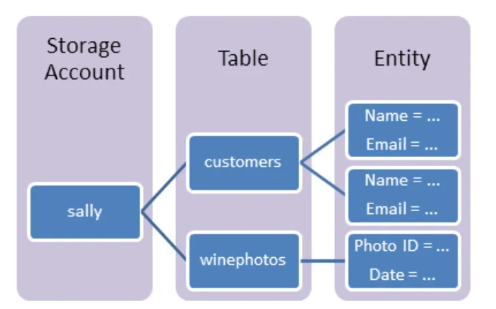 Storage
Account
Table
Entity
sally
customers
winephotos
Name = ...
Email = ...
Name = ...
Email = ...
Photo ID = ...
Date = ...